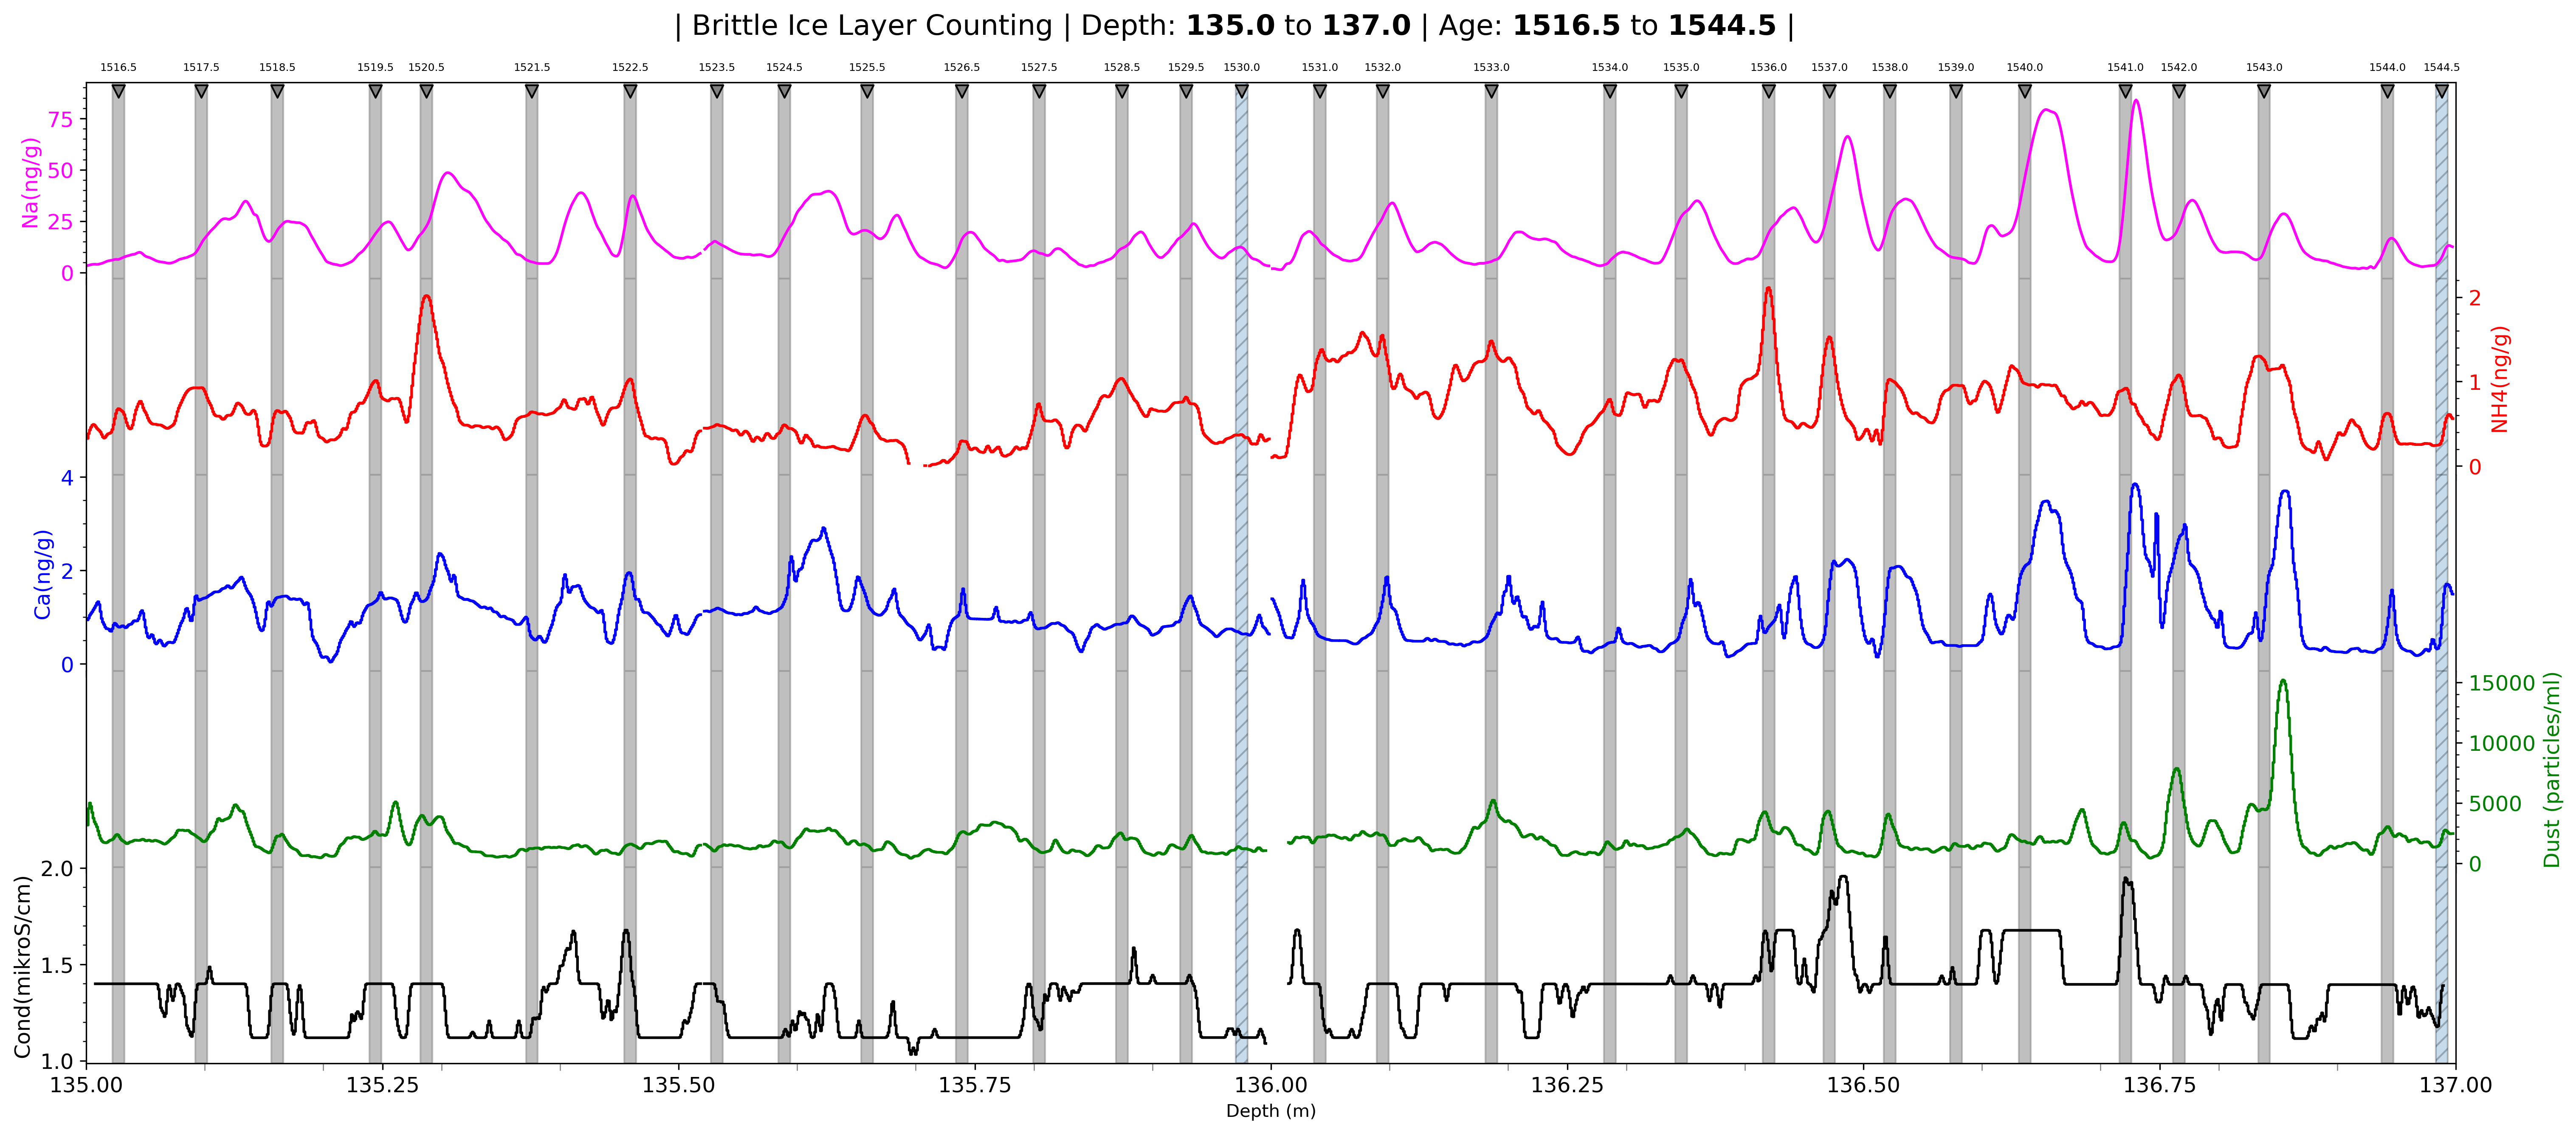 | Brittle Ice Layer Counting | Depth: 135.0 to 137.0 | Age: 1516.5 to 1544.5 |
1516.5 1517.5 1518.5 1519.5 1520.5 1521.5 1522.5 1523.5 1524.5 1525.5 1526.5 1527.5 1528.5 1529.5 1530.0 1531.0 1532.0 1533.0 1534.0 1535.0 1536.0 1537.0 1538.0 1539.0 1540.0 1541.0 1542.0 1543.0 1544.0 1544.5
Na(ng/g)
75
50
25
0
NH4(ng/g)
2
1
0
Ca(ng/g)
4
2
0
Dust (particles/ml)
15000
10000
5000
0
Cond(mikroS/cm)
2.0
1.5
1.0
135.00 135.25 135.50 135.75 136.00 136.25 136.50 136.75 137.00
Depth (m)